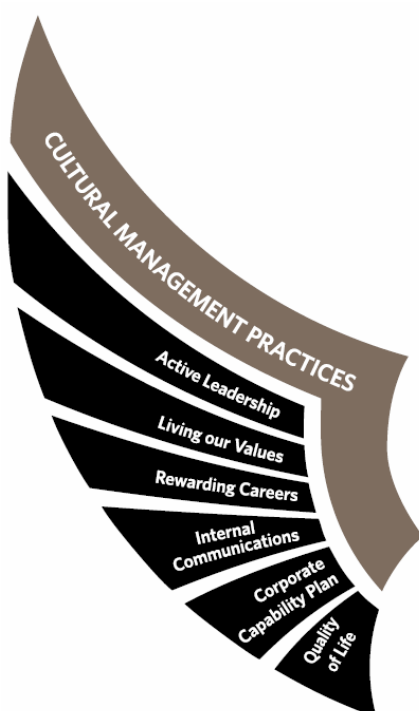 CULTURAL MANAGEMENT PRACTICES
Active Leadership
Living our Values
Rewarding Careers
Internal
Communications
Corporate
Capability Plan
Quality
of Life